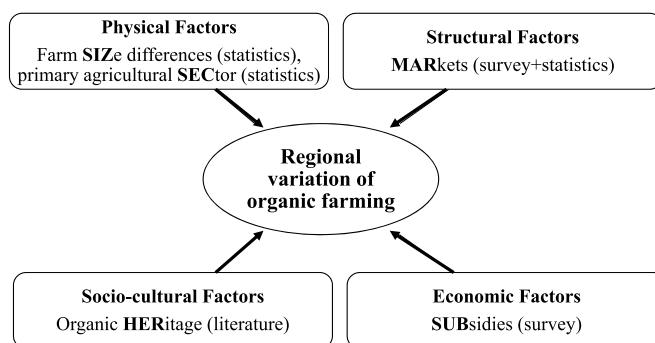 Physical Factors
Farm SIZe differences (statistics),
primary agricultural SECtor (statistics)
Structural Factors
MARkets (survey+statistics)
Regional
variation of
organic farming
Socio-cultural Factors
Organic HERitage (literature)
Economic Factors
SUBsidies (survey)